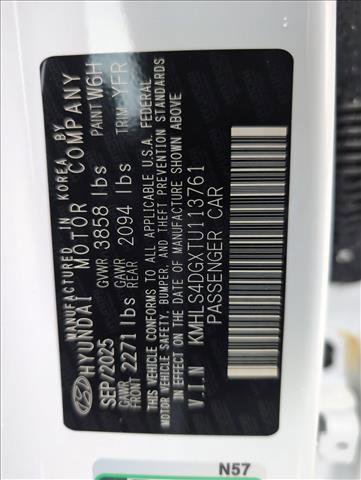 MANUFACTURED IN KOREA BY
HYUNDAI MOTOR COMPANY
SEP/2025 GVWR 3858 lbs PAINT W6H
GAWR FRONT 2271lbs GAWR REAR 2094 lbs TRIM YFR
THIS VEHICLE CONFORMS TO ALL APPLICABLE U.S.A. FEDERAL
MOTOR VEHICLE SAFETY, BUMPER, AND THEFT PREVENTION STANDARDS
IN EFFECT ON THE DATE OF MANUFACTURE SHOWN ABOVE
V.I.N KMHLS4DGXTU113761
PASSENGER CAR
N57